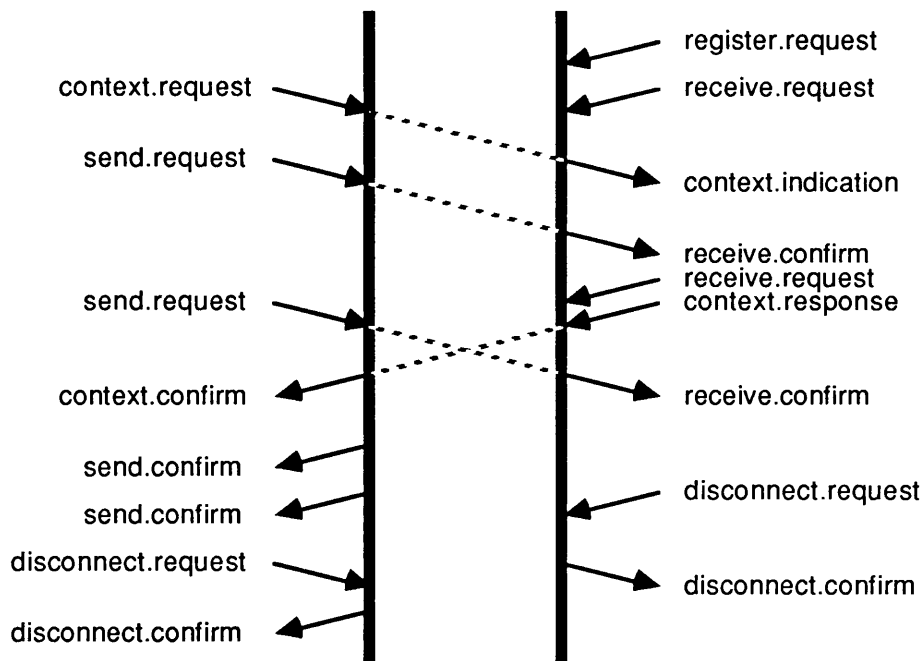 register.request
context.request
receive.request
send.request
context.indication
receive.confirm
receive.request
send.request
context.response
context.confirm
receive.confirm
send.confirm
disconnect.request
send.confirm
disconnect.request
disconnect.confirm
disconnect.confirm